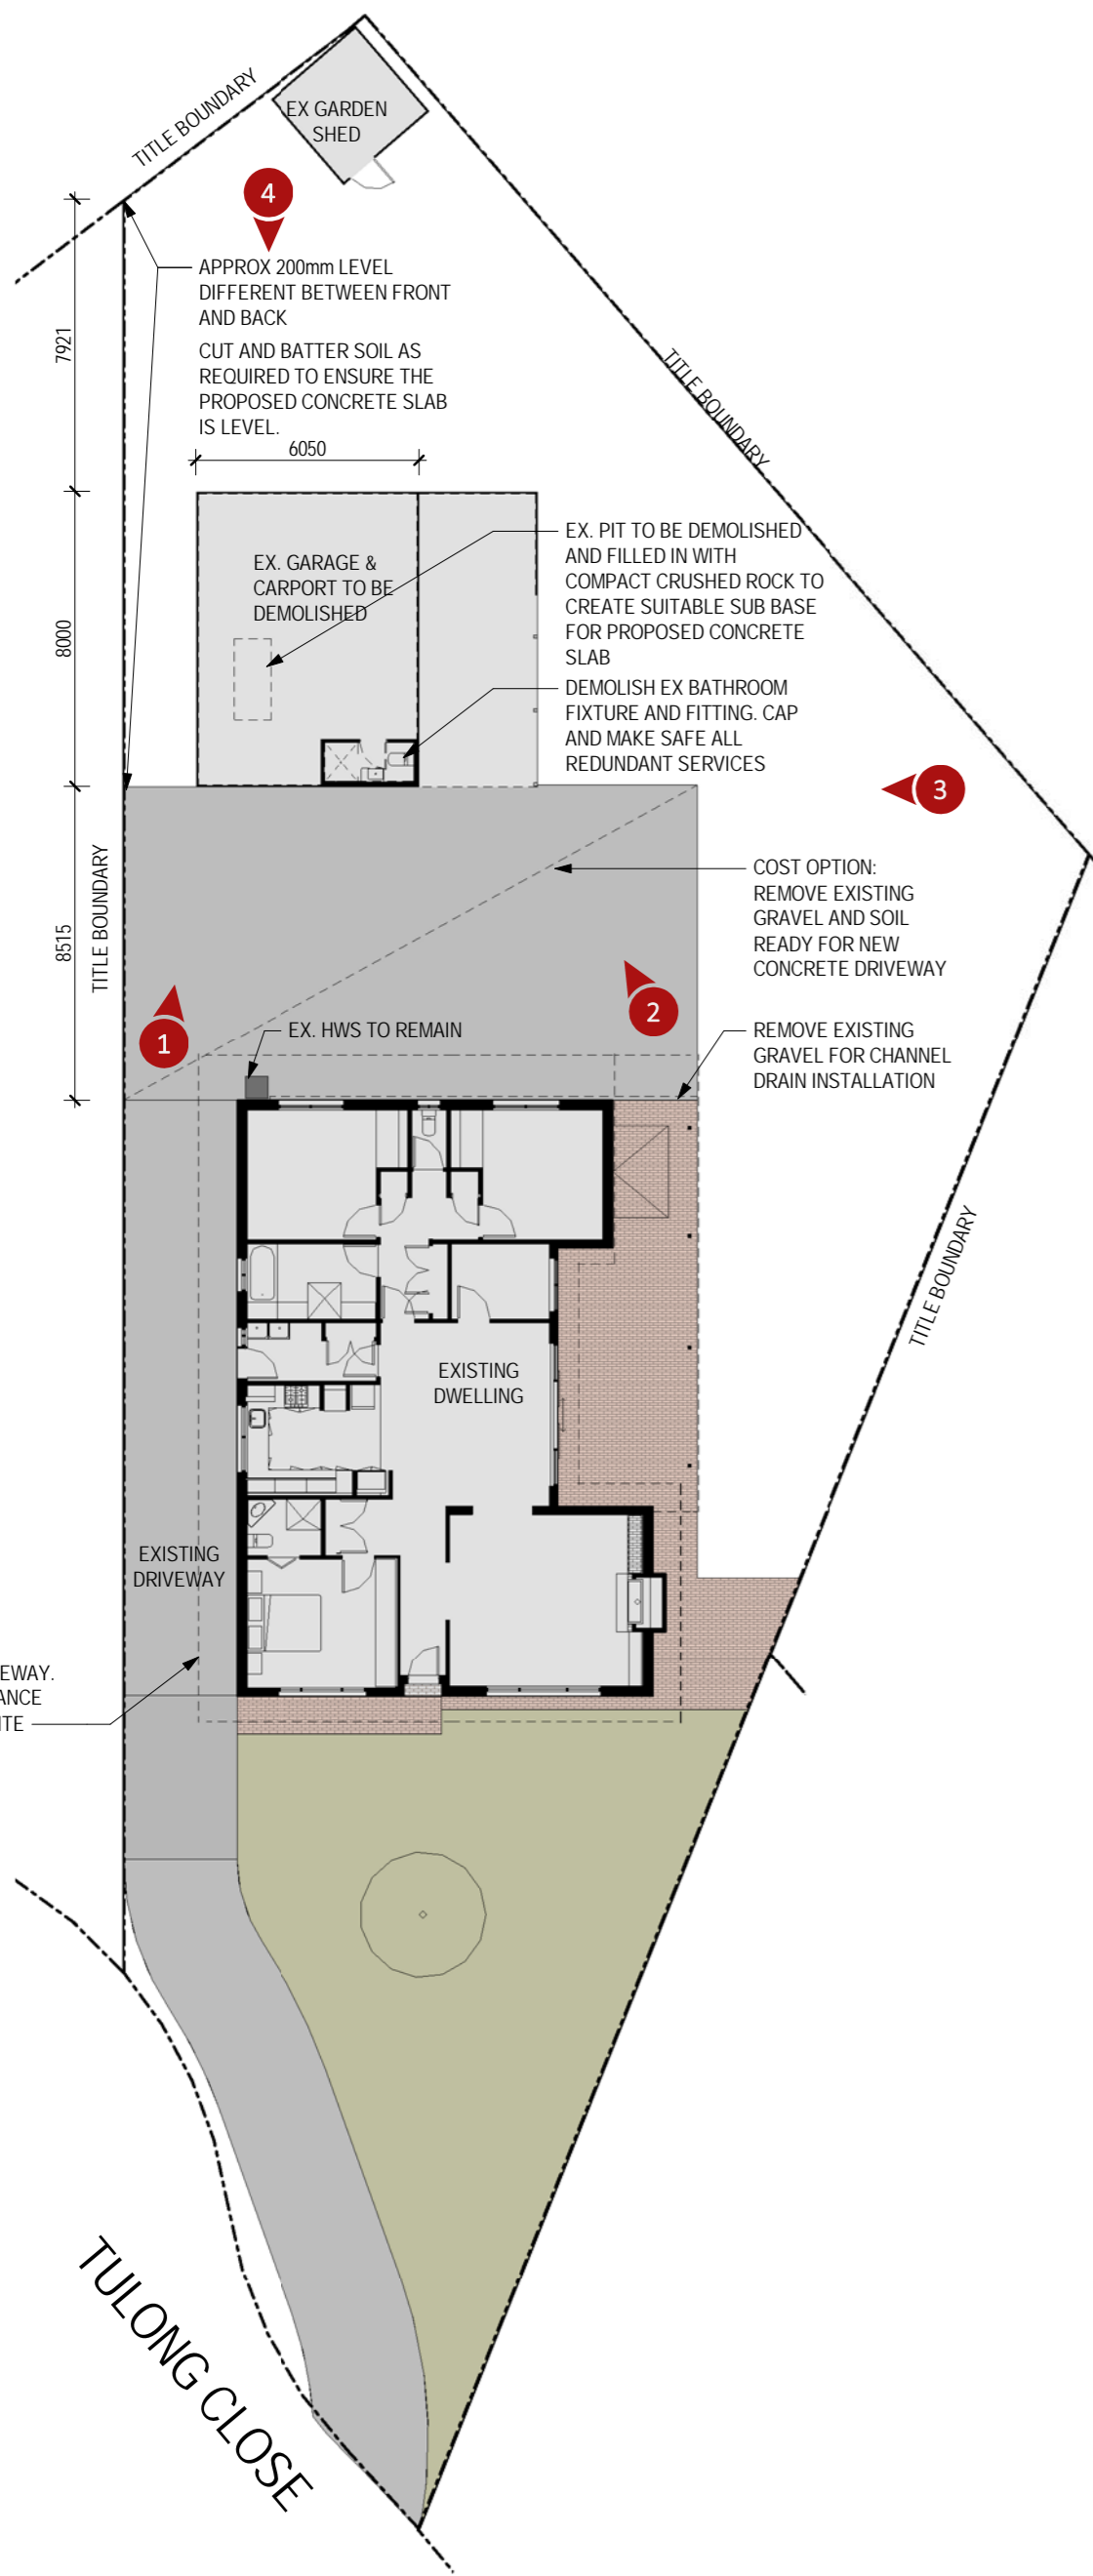 TITLE BOUNDARY
EX GARDEN
SHED
4
APPROX 200mm LEVEL
DIFFERENT BETWEEN FRONT
AND BACK
CUT AND BATTER SOIL AS
REQUIRED TO ENSURE THE
PROPOSED CONCRETE SLAB
IS LEVEL.
7921
TITLE BOUNDARY
6050
EX. GARAGE &
CARPORT TO BE
DEMOLISHED
EX. PIT TO BE DEMOLISHED
AND FILLED IN WITH
COMPACT CRUSHED ROCK TO
CREATE SUITABLE SUB BASE
FOR PROPOSED CONCRETE
SLAB
8000
DEMOLISH EX BATHROOM
FIXTURE AND FITTING. CAP
AND MAKE SAFE ALL
REDUNDANT SERVICES
3
TITLE BOUNDARY
8515
COST OPTION:
REMOVE EXISTING
GRAVEL AND SOIL
READY FOR NEW
CONCRETE DRIVEWAY
1
2
EX. HWS TO REMAIN
REMOVE EXISTING
GRAVEL FOR CHANNEL
DRAIN INSTALLATION
TITLE BOUNDARY
EXISTING
DWELLING
EXISTING
DRIVEWAY
EWAY.
ANCE
ITE
TULONG CLOSE